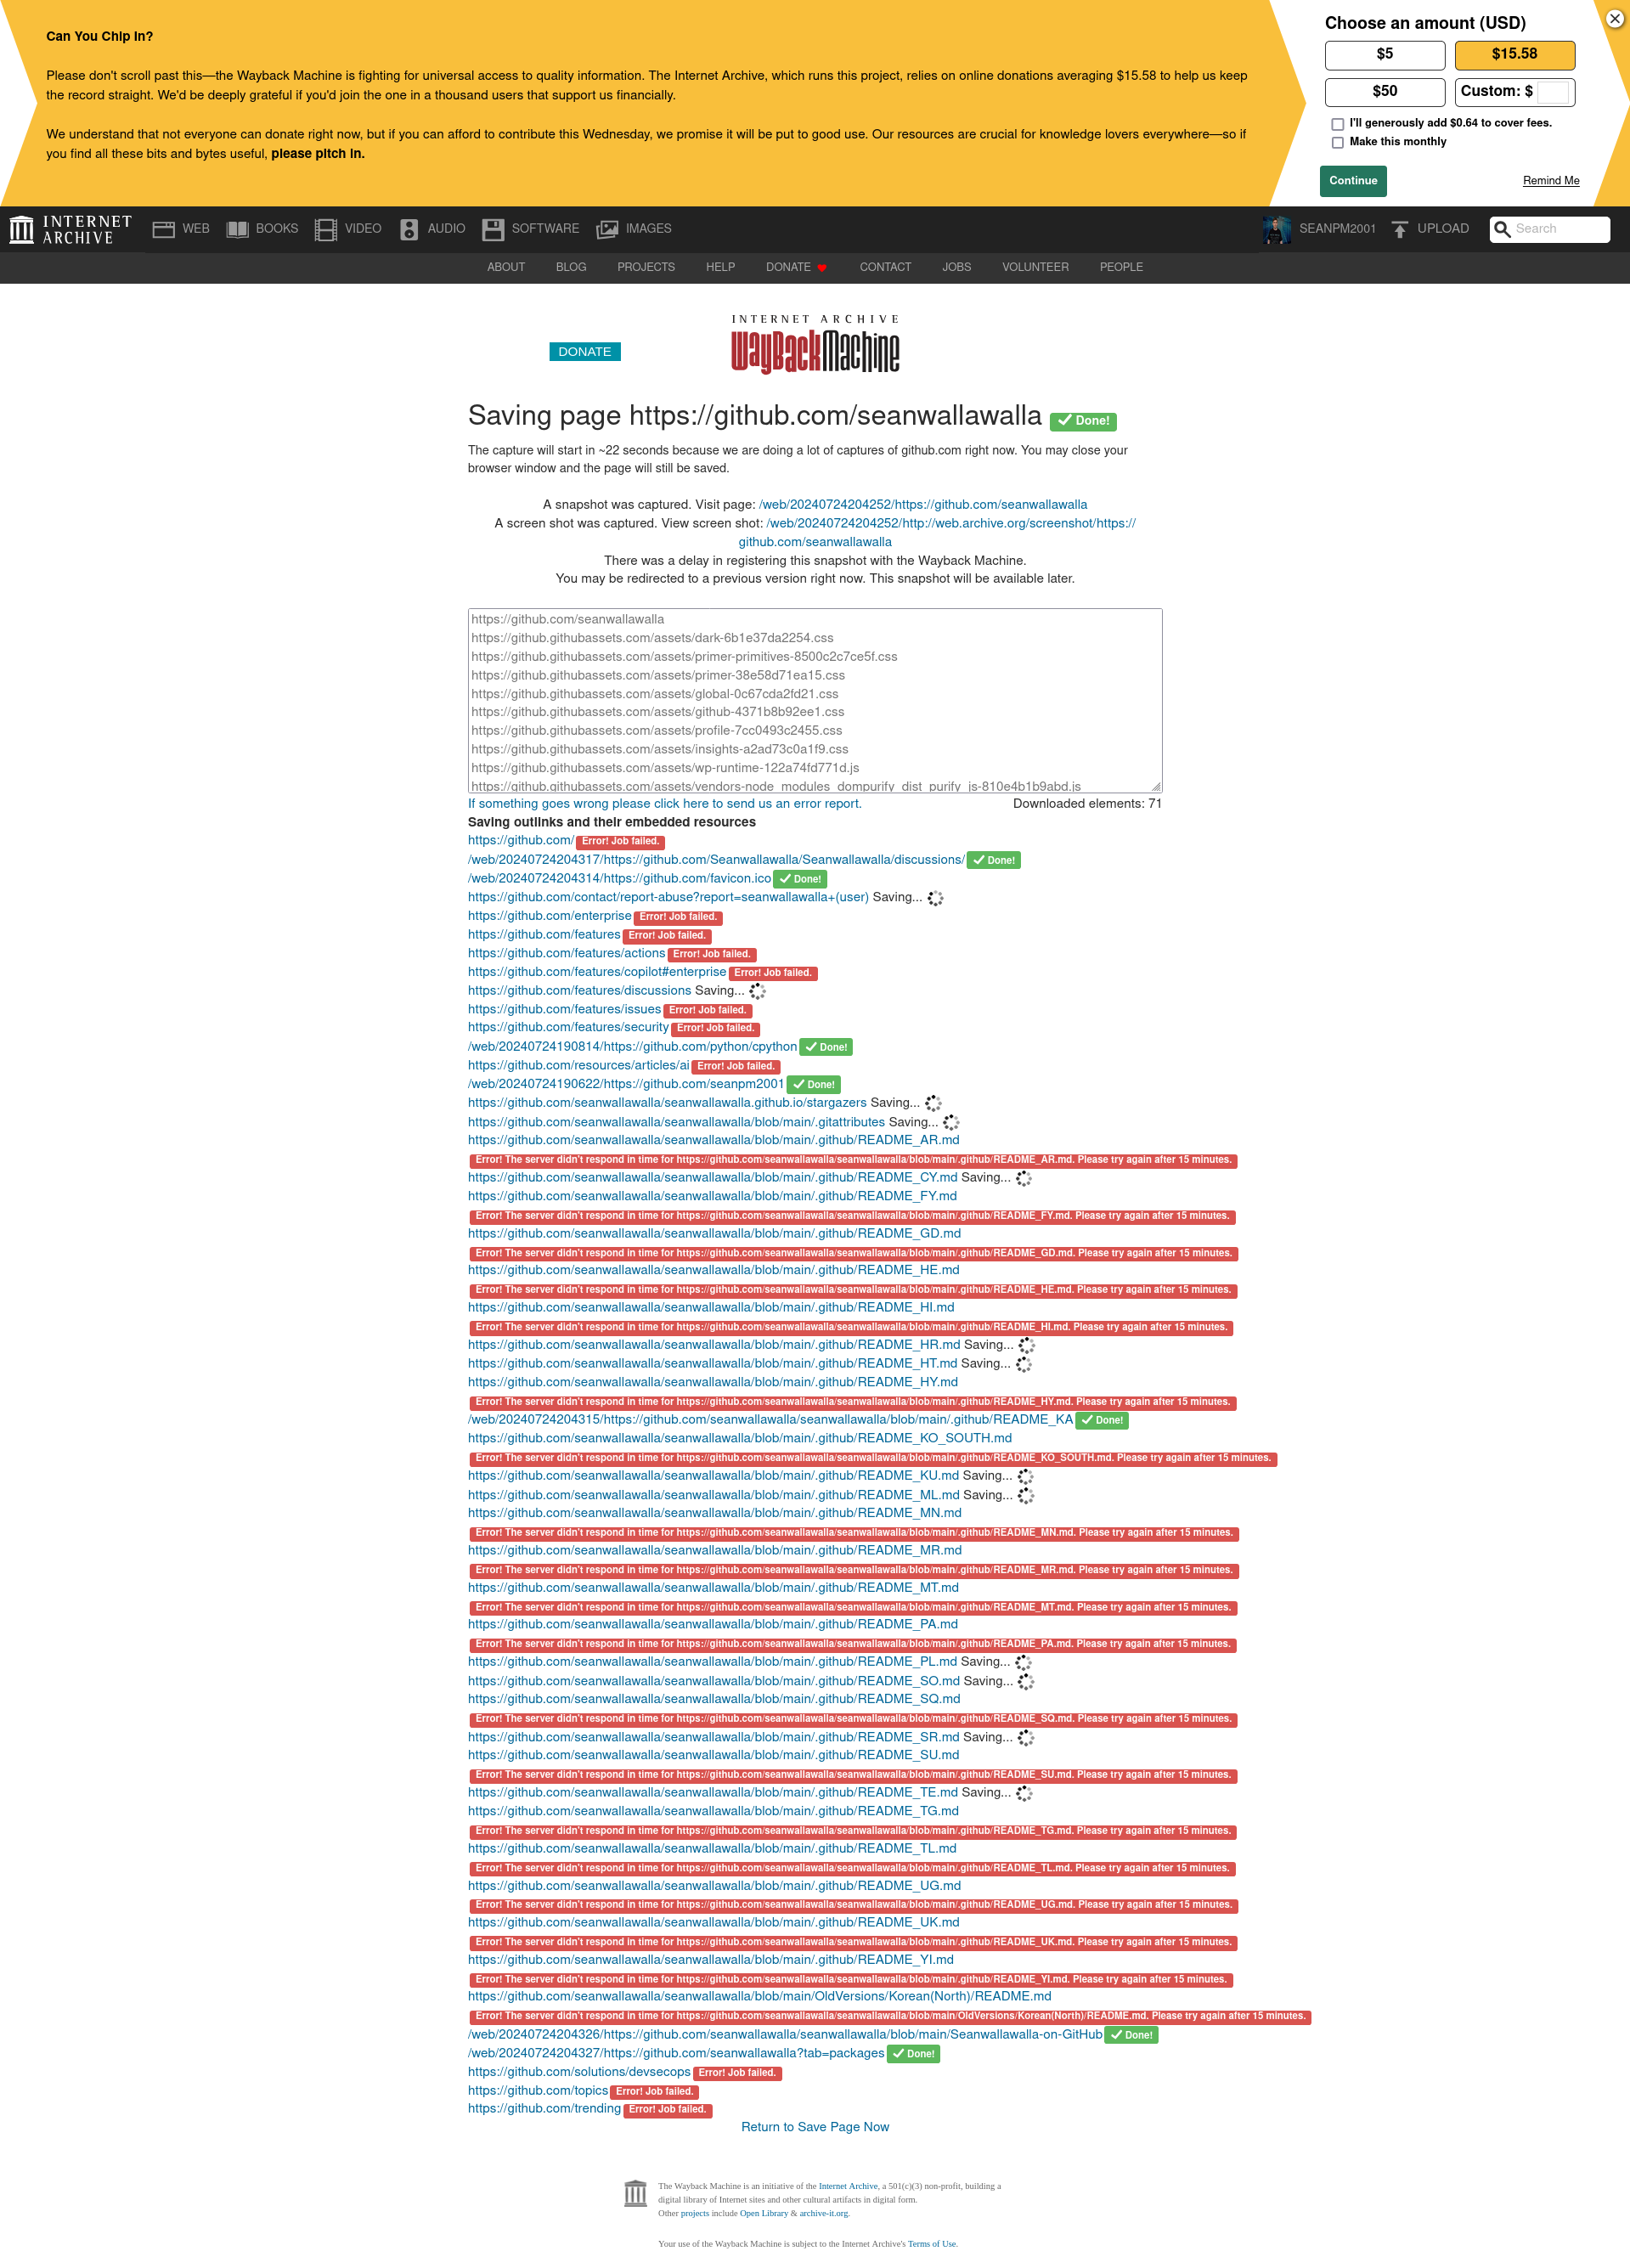 Can You Chip In?
Please don't scroll past this—the Wayback Machine is fighting for universal access to quality information. The Internet Archive, which runs this project, relies on online donations averaging $15.58 to help us keep
the record straight. We'd be deeply grateful if you'd join the one in a thousand users that support us financially.
We understand that not everyone can donate right now, but if you can afford to contribute this Wednesday, we promise it will be put to good use. Our resources are crucial for knowledge lovers everywhere—so if
you find all these bits and bytes useful, please pitch in.
Choose an amount (USD)
$5
$15.58
$50
Custom: $
I'll generously add $0.64 to cover fees.
Make this monthly
Continue
Remind Me
INTERNET
ARCHIVE
WEB BOOKS VIDEO AUDIO SOFTWARE IMAGES SEANPM2001 UPLOAD Search
ABOUT BLOG PROJECTS HELP DONATE CONTACT JOBS VOLUNTEER PEOPLE
INTERNET ARCHIVE
WayBackMachine
DONATE
Saving page https://github.com/seanwallawalla Done!
The capture will start in ~22 seconds because we are doing a lot of captures of github.com right now. You may close your
browser window and the page will still be saved.
A snapshot was captured. Visit page: /web/20240724204252/https://github.com/seanwallawalla
A screen shot was captured. View screen shot: /web/20240724204252/http://web.archive.org/screenshot/https://
github.com/seanwallawalla
There was a delay in registering this snapshot with the Wayback Machine.
You may be redirected to a previous version right now. This snapshot will be available later.
https://github.com/seanwallawalla
https://github.githubassets.com/assets/dark-6b1e37da2254.css
https://github.githubassets.com/assets/primer-primitives-8500c2c7ce5f.css
https://github.githubassets.com/assets/primer-38e58d71ea15.css
https://github.githubassets.com/assets/global-0c67cda2fd21.css
https://github.githubassets.com/assets/github-4371b8b92ee1.css
https://github.githubassets.com/assets/profile-7cc0493c2455.css
https://github.githubassets.com/assets/insights-a2ad73c0a1f9.css
https://github.githubassets.com/assets/wp-runtime-122a74fd771d.js
https://github.githubassets.com/assets/vendors-node_modules_dompurify_dist_purify_js-810e4b1b9abd.js
If something goes wrong please click here to send us an error report. Downloaded elements: 71
Saving outlinks and their embedded resources
https://github.com/ Error! Job failed.
/web/20240724204317/https://github.com/Seanwallawalla/Seanwallawalla/discussions/ Done!
/web/20240724204314/https://github.com/favicon.ico Done!
https://github.com/contact/report-abuse?report=seanwallawalla+(user) Saving...
https://github.com/enterprise Error! Job failed.
https://github.com/features Error! Job failed.
https://github.com/features/actions Error! Job failed.
https://github.com/features/copilot#enterprise Error! Job failed.
https://github.com/features/discussions Saving...
https://github.com/features/issues Error! Job failed.
https://github.com/features/security Error! Job failed.
/web/20240724190814/https://github.com/python/cpython Done!
https://github.com/resources/articles/ai Error! Job failed.
/web/20240724190622/https://github.com/seanpm2001 Done!
https://github.com/seanwallawalla/seanwallawalla.github.io/stargazers Saving...
https://github.com/seanwallawalla/seanwallawalla/blob/main/.gitattributes Saving...
https://github.com/seanwallawalla/seanwallawalla/blob/main/.github/README_AR.md
Error! The server didn't respond in time for https://github.com/seanwallawalla/seanwallawalla/blob/main/.github/README_AR.md. Please try again after 15 minutes.
https://github.com/seanwallawalla/seanwallawalla/blob/main/.github/README_CY.md Saving...
https://github.com/seanwallawalla/seanwallawalla/blob/main/.github/README_FY.md
Error! The server didn't respond in time for https://github.com/seanwallawalla/seanwallawalla/blob/main/.github/README_FY.md. Please try again after 15 minutes.
https://github.com/seanwallawalla/seanwallawalla/blob/main/.github/README_GD.md
Error! The server didn't respond in time for https://github.com/seanwallawalla/seanwallawalla/blob/main/.github/README_GD.md. Please try again after 15 minutes.
https://github.com/seanwallawalla/seanwallawalla/blob/main/.github/README_HE.md
Error! The server didn't respond in time for https://github.com/seanwallawalla/seanwallawalla/blob/main/.github/README_HE.md. Please try again after 15 minutes.
https://github.com/seanwallawalla/seanwallawalla/blob/main/.github/README_HI.md
Error! The server didn't respond in time for https://github.com/seanwallawalla/seanwallawalla/blob/main/.github/README_HI.md. Please try again after 15 minutes.
https://github.com/seanwallawalla/seanwallawalla/blob/main/.github/README_HR.md Saving...
https://github.com/seanwallawalla/seanwallawalla/blob/main/.github/README_HT.md Saving...
https://github.com/seanwallawalla/seanwallawalla/blob/main/.github/README_HY.md
Error! The server didn't respond in time for https://github.com/seanwallawalla/seanwallawalla/blob/main/.github/README_HY.md. Please try again after 15 minutes.
/web/20240724204315/https://github.com/seanwallawalla/seanwallawalla/blob/main/.github/README_KA Done!
https://github.com/seanwallawalla/seanwallawalla/blob/main/.github/README_KO_SOUTH.md
Error! The server didn't respond in time for https://github.com/seanwallawalla/seanwallawalla/blob/main/.github/README_KO_SOUTH.md. Please try again after 15 minutes.
https://github.com/seanwallawalla/seanwallawalla/blob/main/.github/README_KU.md Saving...
https://github.com/seanwallawalla/seanwallawalla/blob/main/.github/README_ML.md Saving...
https://github.com/seanwallawalla/seanwallawalla/blob/main/.github/README_MN.md
Error! The server didn't respond in time for https://github.com/seanwallawalla/seanwallawalla/blob/main/.github/README_MN.md. Please try again after 15 minutes.
https://github.com/seanwallawalla/seanwallawalla/blob/main/.github/README_MR.md
Error! The server didn't respond in time for https://github.com/seanwallawalla/seanwallawalla/blob/main/.github/README_MR.md. Please try again after 15 minutes.
https://github.com/seanwallawalla/seanwallawalla/blob/main/.github/README_MT.md
Error! The server didn't respond in time for https://github.com/seanwallawalla/seanwallawalla/blob/main/.github/README_MT.md. Please try again after 15 minutes.
https://github.com/seanwallawalla/seanwallawalla/blob/main/.github/README_PA.md
Error! The server didn't respond in time for https://github.com/seanwallawalla/seanwallawalla/blob/main/.github/README_PA.md. Please try again after 15 minutes.
https://github.com/seanwallawalla/seanwallawalla/blob/main/.github/README_PL.md Saving...
https://github.com/seanwallawalla/seanwallawalla/blob/main/.github/README_SO.md Saving...
https://github.com/seanwallawalla/seanwallawalla/blob/main/.github/README_SQ.md
Error! The server didn't respond in time for https://github.com/seanwallawalla/seanwallawalla/blob/main/.github/README_SQ.md. Please try again after 15 minutes.
https://github.com/seanwallawalla/seanwallawalla/blob/main/.github/README_SR.md Saving...
https://github.com/seanwallawalla/seanwallawalla/blob/main/.github/README_SU.md
Error! The server didn't respond in time for https://github.com/seanwallawalla/seanwallawalla/blob/main/.github/README_SU.md. Please try again after 15 minutes.
https://github.com/seanwallawalla/seanwallawalla/blob/main/.github/README_TE.md Saving...
https://github.com/seanwallawalla/seanwallawalla/blob/main/.github/README_TG.md
Error! The server didn't respond in time for https://github.com/seanwallawalla/seanwallawalla/blob/main/.github/README_TG.md. Please try again after 15 minutes.
https://github.com/seanwallawalla/seanwallawalla/blob/main/.github/README_TL.md
Error! The server didn't respond in time for https://github.com/seanwallawalla/seanwallawalla/blob/main/.github/README_TL.md. Please try again after 15 minutes.
https://github.com/seanwallawalla/seanwallawalla/blob/main/.github/README_UG.md
Error! The server didn't respond in time for https://github.com/seanwallawalla/seanwallawalla/blob/main/.github/README_UG.md. Please try again after 15 minutes.
https://github.com/seanwallawalla/seanwallawalla/blob/main/.github/README_UK.md
Error! The server didn't respond in time for https://github.com/seanwallawalla/seanwallawalla/blob/main/.github/README_UK.md. Please try again after 15 minutes.
https://github.com/seanwallawalla/seanwallawalla/blob/main/.github/README_YI.md
Error! The server didn't respond in time for https://github.com/seanwallawalla/seanwallawalla/blob/main/.github/README_YI.md. Please try again after 15 minutes.
https://github.com/seanwallawalla/seanwallawalla/blob/main/OldVersions/Korean(North)/README.md
Error! The server didn't respond in time for https://github.com/seanwallawalla/seanwallawalla/blob/main/OldVersions/Korean(North)/README.md. Please try again after 15 minutes.
/web/20240724204326/https://github.com/seanwallawalla/seanwallawalla/blob/main/Seanwallawalla-on-GitHub Done!
/web/20240724204327/https://github.com/seanwallawalla?tab=packages Done!
https://github.com/solutions/devsecops Error! Job failed.
https://github.com/topics Error! Job failed.
https://github.com/trending Error! Job failed.
Return to Save Page Now
The Wayback Machine is an initiative of the Internet Archive, a 501(c)(3) non-profit, building a
digital library of Internet sites and other cultural artifacts in digital form.
Other projects include Open Library & archive-it.org.
Your use of the Wayback Machine is subject to the Internet Archive's Terms of Use.